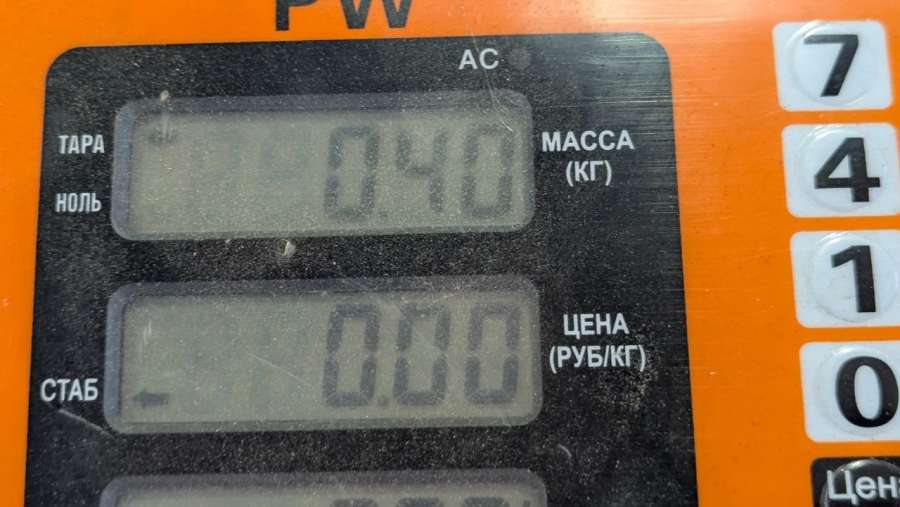 PW
AC
7
ТАРА
0.40
МАССА
(КГ)
НОЛЬ
4
1
0.00
ЦЕНА
(РУБ/КГ)
СТАБ
0
Цена